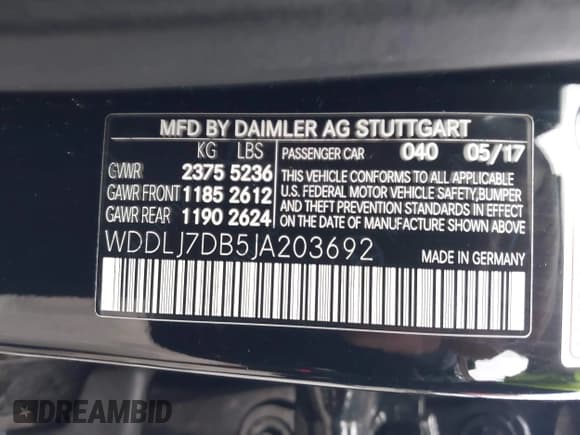 MFD BY DAIMLER AG STUTTGART
KG LBS
GVWR 2375 5236
GAWR FRONT 1185 2612
GAWR REAR 1190 2624
PASSENGER CAR 040 05/17
THIS VEHICLE CONFORMS TO ALL APPLICABLE
U.S. FEDERAL MOTOR VEHICLE SAFETY, BUMPER
AND THEFT PREVENTION STANDARDS IN EFFECT
ON THE DATE OF MANUFACTURE SHOWN ABOVE.
WDDLJ7DB5JA203692
MADE IN GERMANY
DREAMBID